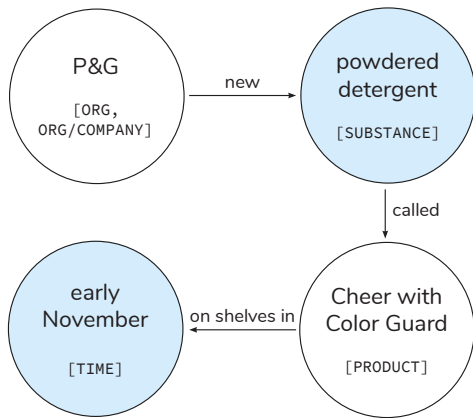 P&G
[ORG,
ORG/COMPANY]
new
powdered
detergent
[SUBSTANCE]
called
Cheer with
Color Guard
[PRODUCT]
on shelves in
early
November
[TIME]